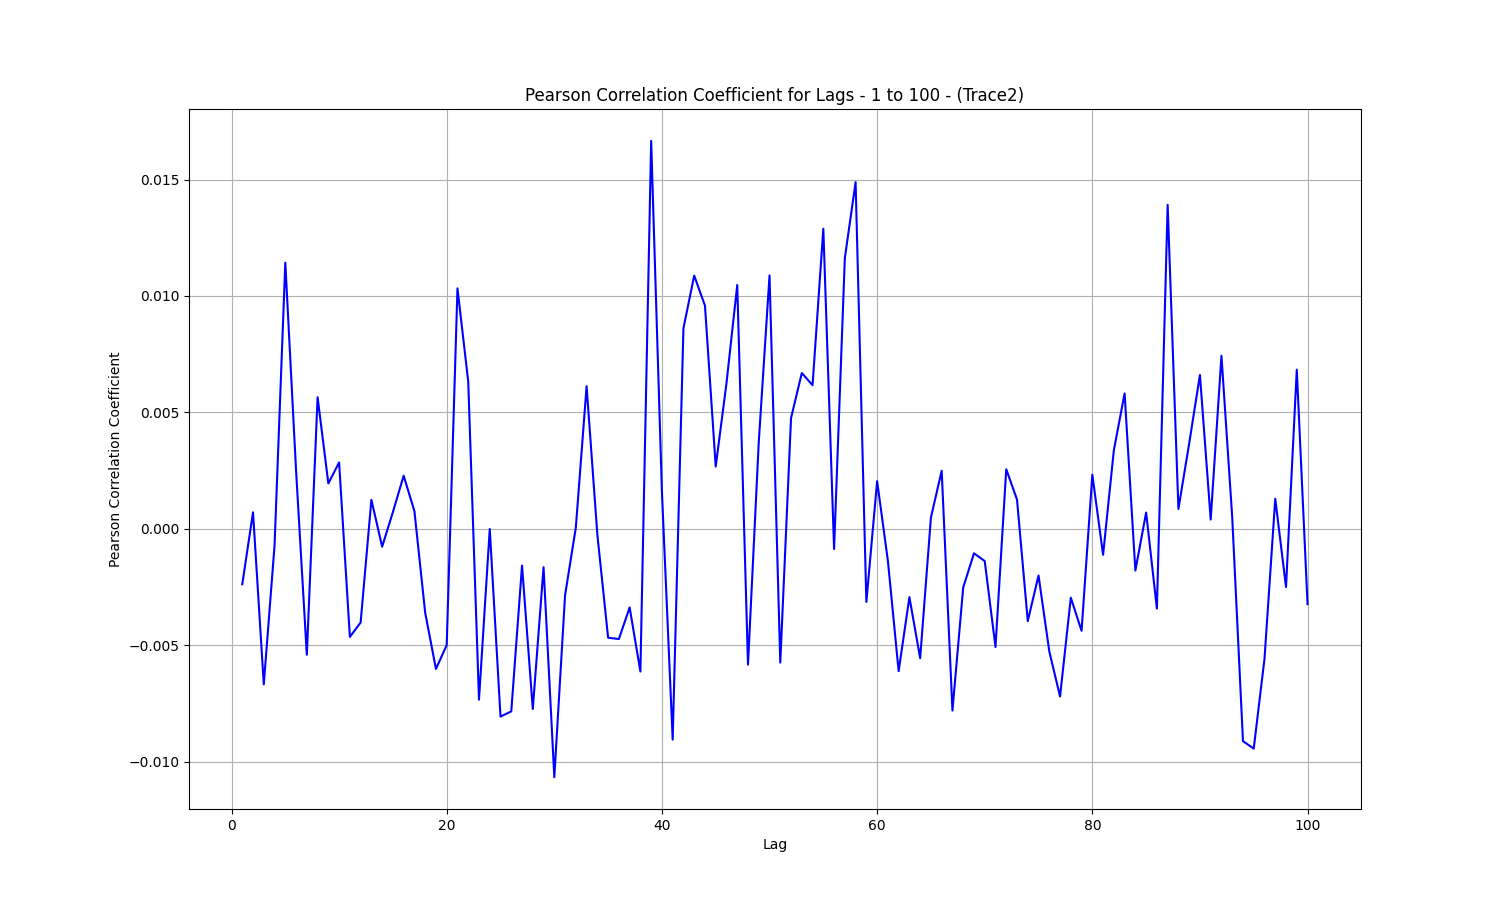 Pearson Correlation Coefficient for Lags - 1 to 100 - (Trace2)
Pearson Correlation Coefficient
0.015
0.010
0.005
0.000
−0.005
−0.010
0 20 40 60 80 100
Lag